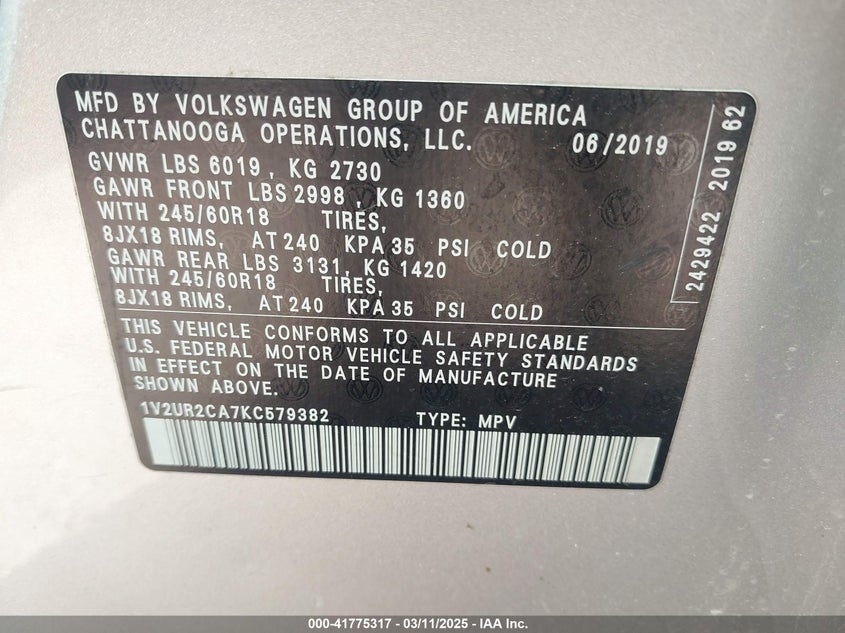 MFD BY VOLKSWAGEN GROUP OF AMERICA
CHATTANOOGA OPERATIONS, LLC. 06/2019
GVWR LBS 6019 , KG 2730
GAWR FRONT LBS 2998 , KG 1360
WITH 245/60R18 TIRES,
8JX18 RIMS, AT 240 KPA 35 PSI COLD
GAWR REAR LBS 3131, KG 1420
WITH 245/60R18 TIRES,
8JX18 RIMS, AT 240 KPA 35 PSI COLD
THIS VEHICLE CONFORMS TO ALL APPLICABLE
U.S. FEDERAL MOTOR VEHICLE SAFETY STANDARDS
IN EFFECT ON THE DATE OF MANUFACTURE
SHOWN ABOVE.
1V2UR2CA7KC579382 TYPE: MPV
2429422 2019 62
000-41775317 - 03/11/2025 - IAA Inc.